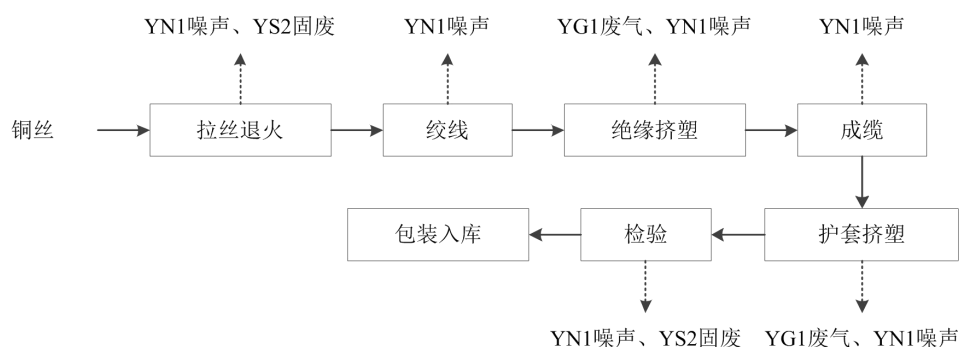 YN1噪声、YS2固废
YN1噪声
YG1废气、YN1噪声
YN1噪声
铜丝
拉丝退火
绞线
绝缘挤塑
成缆
包装入库
检验
护套挤塑
YN1噪声、YS2固废
YG1废气、YN1噪声